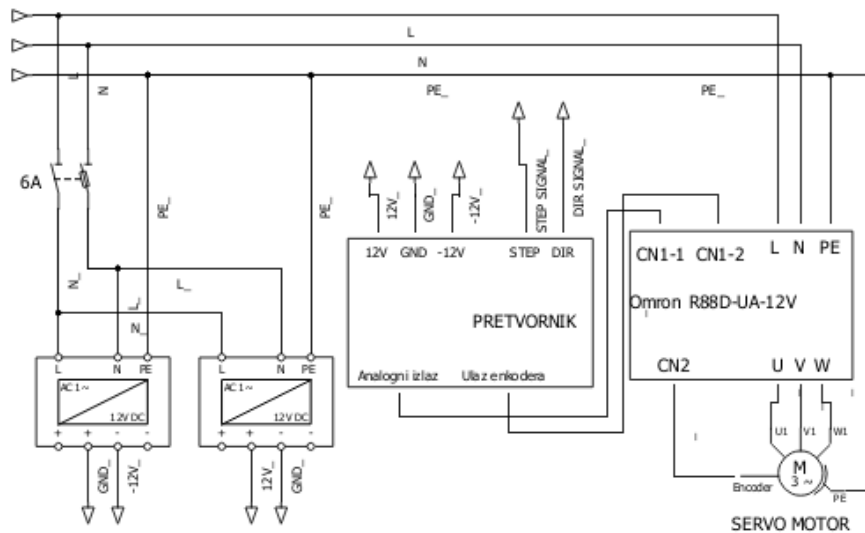 L
N
L
N
PE_
PE_
6A
PE_
PE_
12V_
GND_
-12V_
STEP SIGNAL_
DIR SIGNAL_
12V GND -12V STEP DIR
PRETVORNIK
Analogni izlaz Ulaz enkodera
CN1-1 CN1-2 L N PE
Omron R88D-UA-12V
CN2 U V W
N_
L_
L_
N_
L N PE
AC 1 ~
12V DC
+ + - -
L N PE
AC 1 ~
12V DC
+ + - -
GND_
-12V_
12V_
GND_
U1 V1 W1
M
3 ~
Encoder
PE
SERVO MOTOR